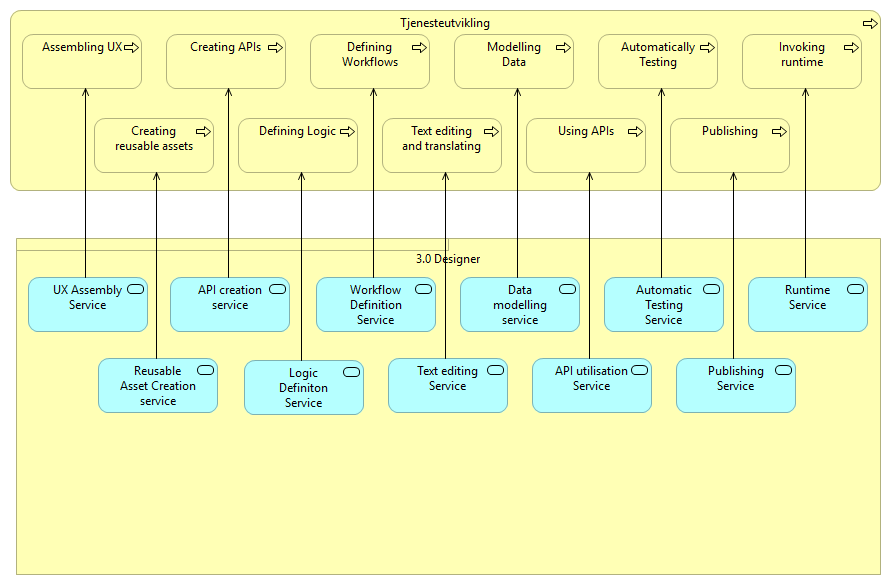 Tjenesteutvikling
Assembling UX
Creating APIs
Defining
Workflows
Modelling
Data
Automatically
Testing
Invoking
runtime
Creating
reusable assets
Defining Logic
Text editing
and translating
Using APIs
Publishing
3.0 Designer
UX Assembly
Service
API creation
service
Workflow
Definition
Service
Data
modelling
service
Automatic
Testing
Service
Runtime
Service
Reusable
Asset Creation
service
Logic
Definiton
Service
Text editing
Service
API utilisation
Service
Publishing
Service